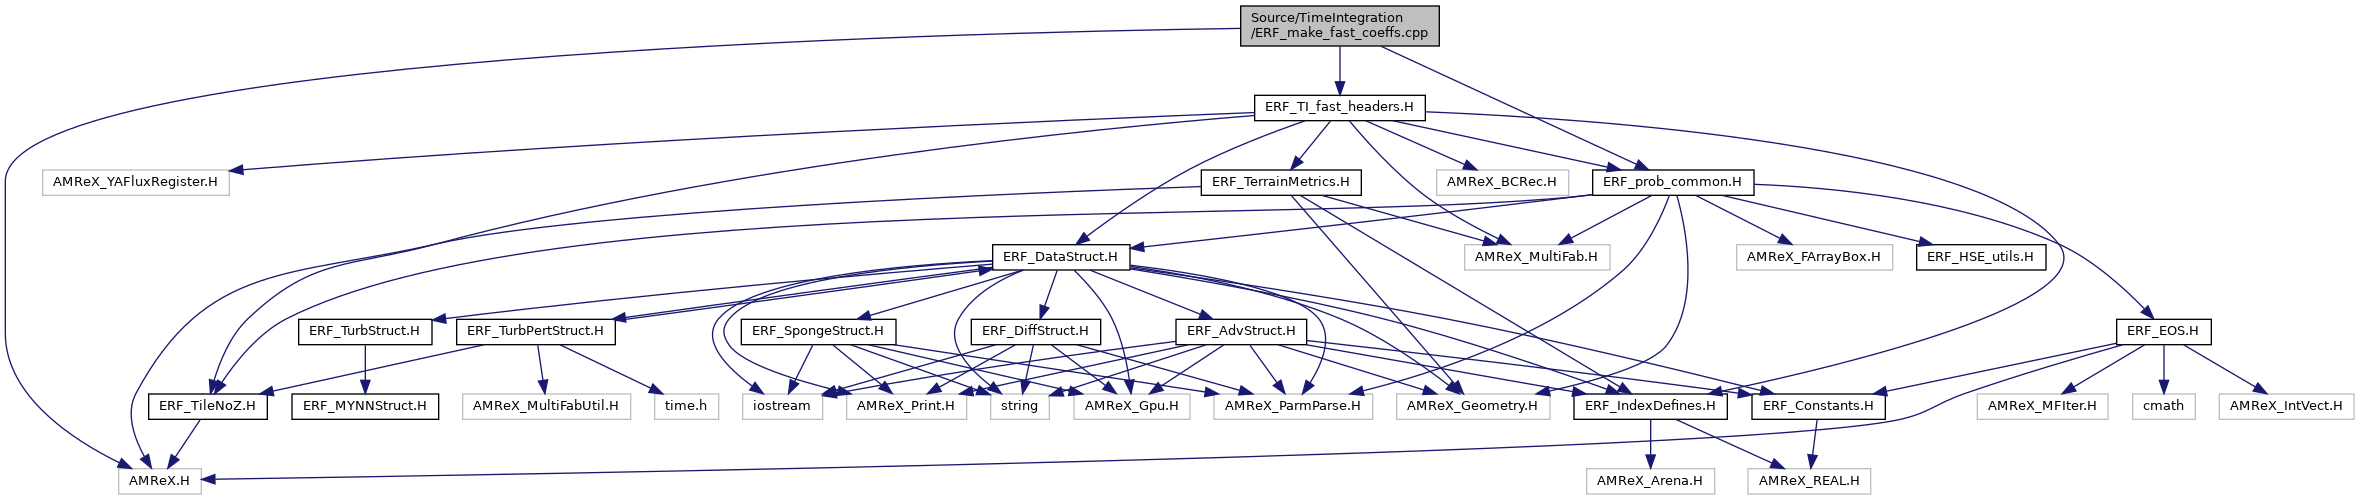 Source/TimeIntegration
/ERF_make_fast_coeffs.cpp
ERF_TI_fast_headers.H
AMReX_YAFluxRegister.H
ERF_TerrainMetrics.H
AMReX_BCRec.H
ERF_prob_common.H
ERF_DataStruct.H
AMReX_MultiFab.H
AMReX_FArrayBox.H
ERF_HSE_utils.H
ERF_TurbStruct.H
ERF_TurbPertStruct.H
ERF_SpongeStruct.H
ERF_DiffStruct.H
ERF_AdvStruct.H
ERF_EOS.H
ERF_TileNoZ.H
ERF_MYNNStruct.H
AMReX_MultiFabUtil.H
time.h
iostream
AMReX_Print.H
string
AMReX_Gpu.H
AMReX_ParmParse.H
AMReX_Geometry.H
ERF_IndexDefines.H
ERF_Constants.H
AMReX_MFIter.H
cmath
AMReX_IntVect.H
AMReX.H
AMReX_Arena.H
AMReX_REAL.H